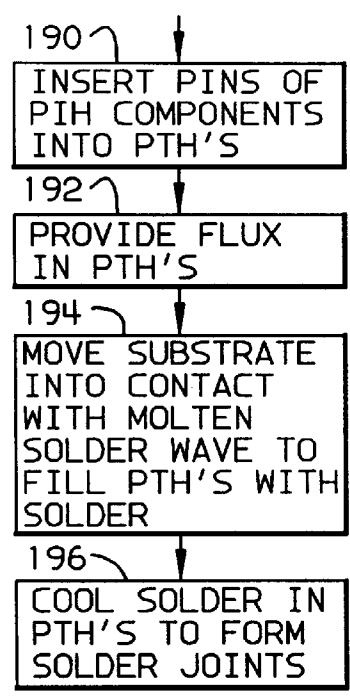 190
INSERT PINS OF
PIH COMPONENTS
INTO PTH'S
192
PROVIDE FLUX
IN PTH'S
194
MOVE SUBSTRATE
INTO CONTACT
WITH MOLTEN
SOLDER WAVE TO
FILL PTH'S WITH
SOLDER
196
COOL SOLDER IN
PTH'S TO FORM
SOLDER JOINTS